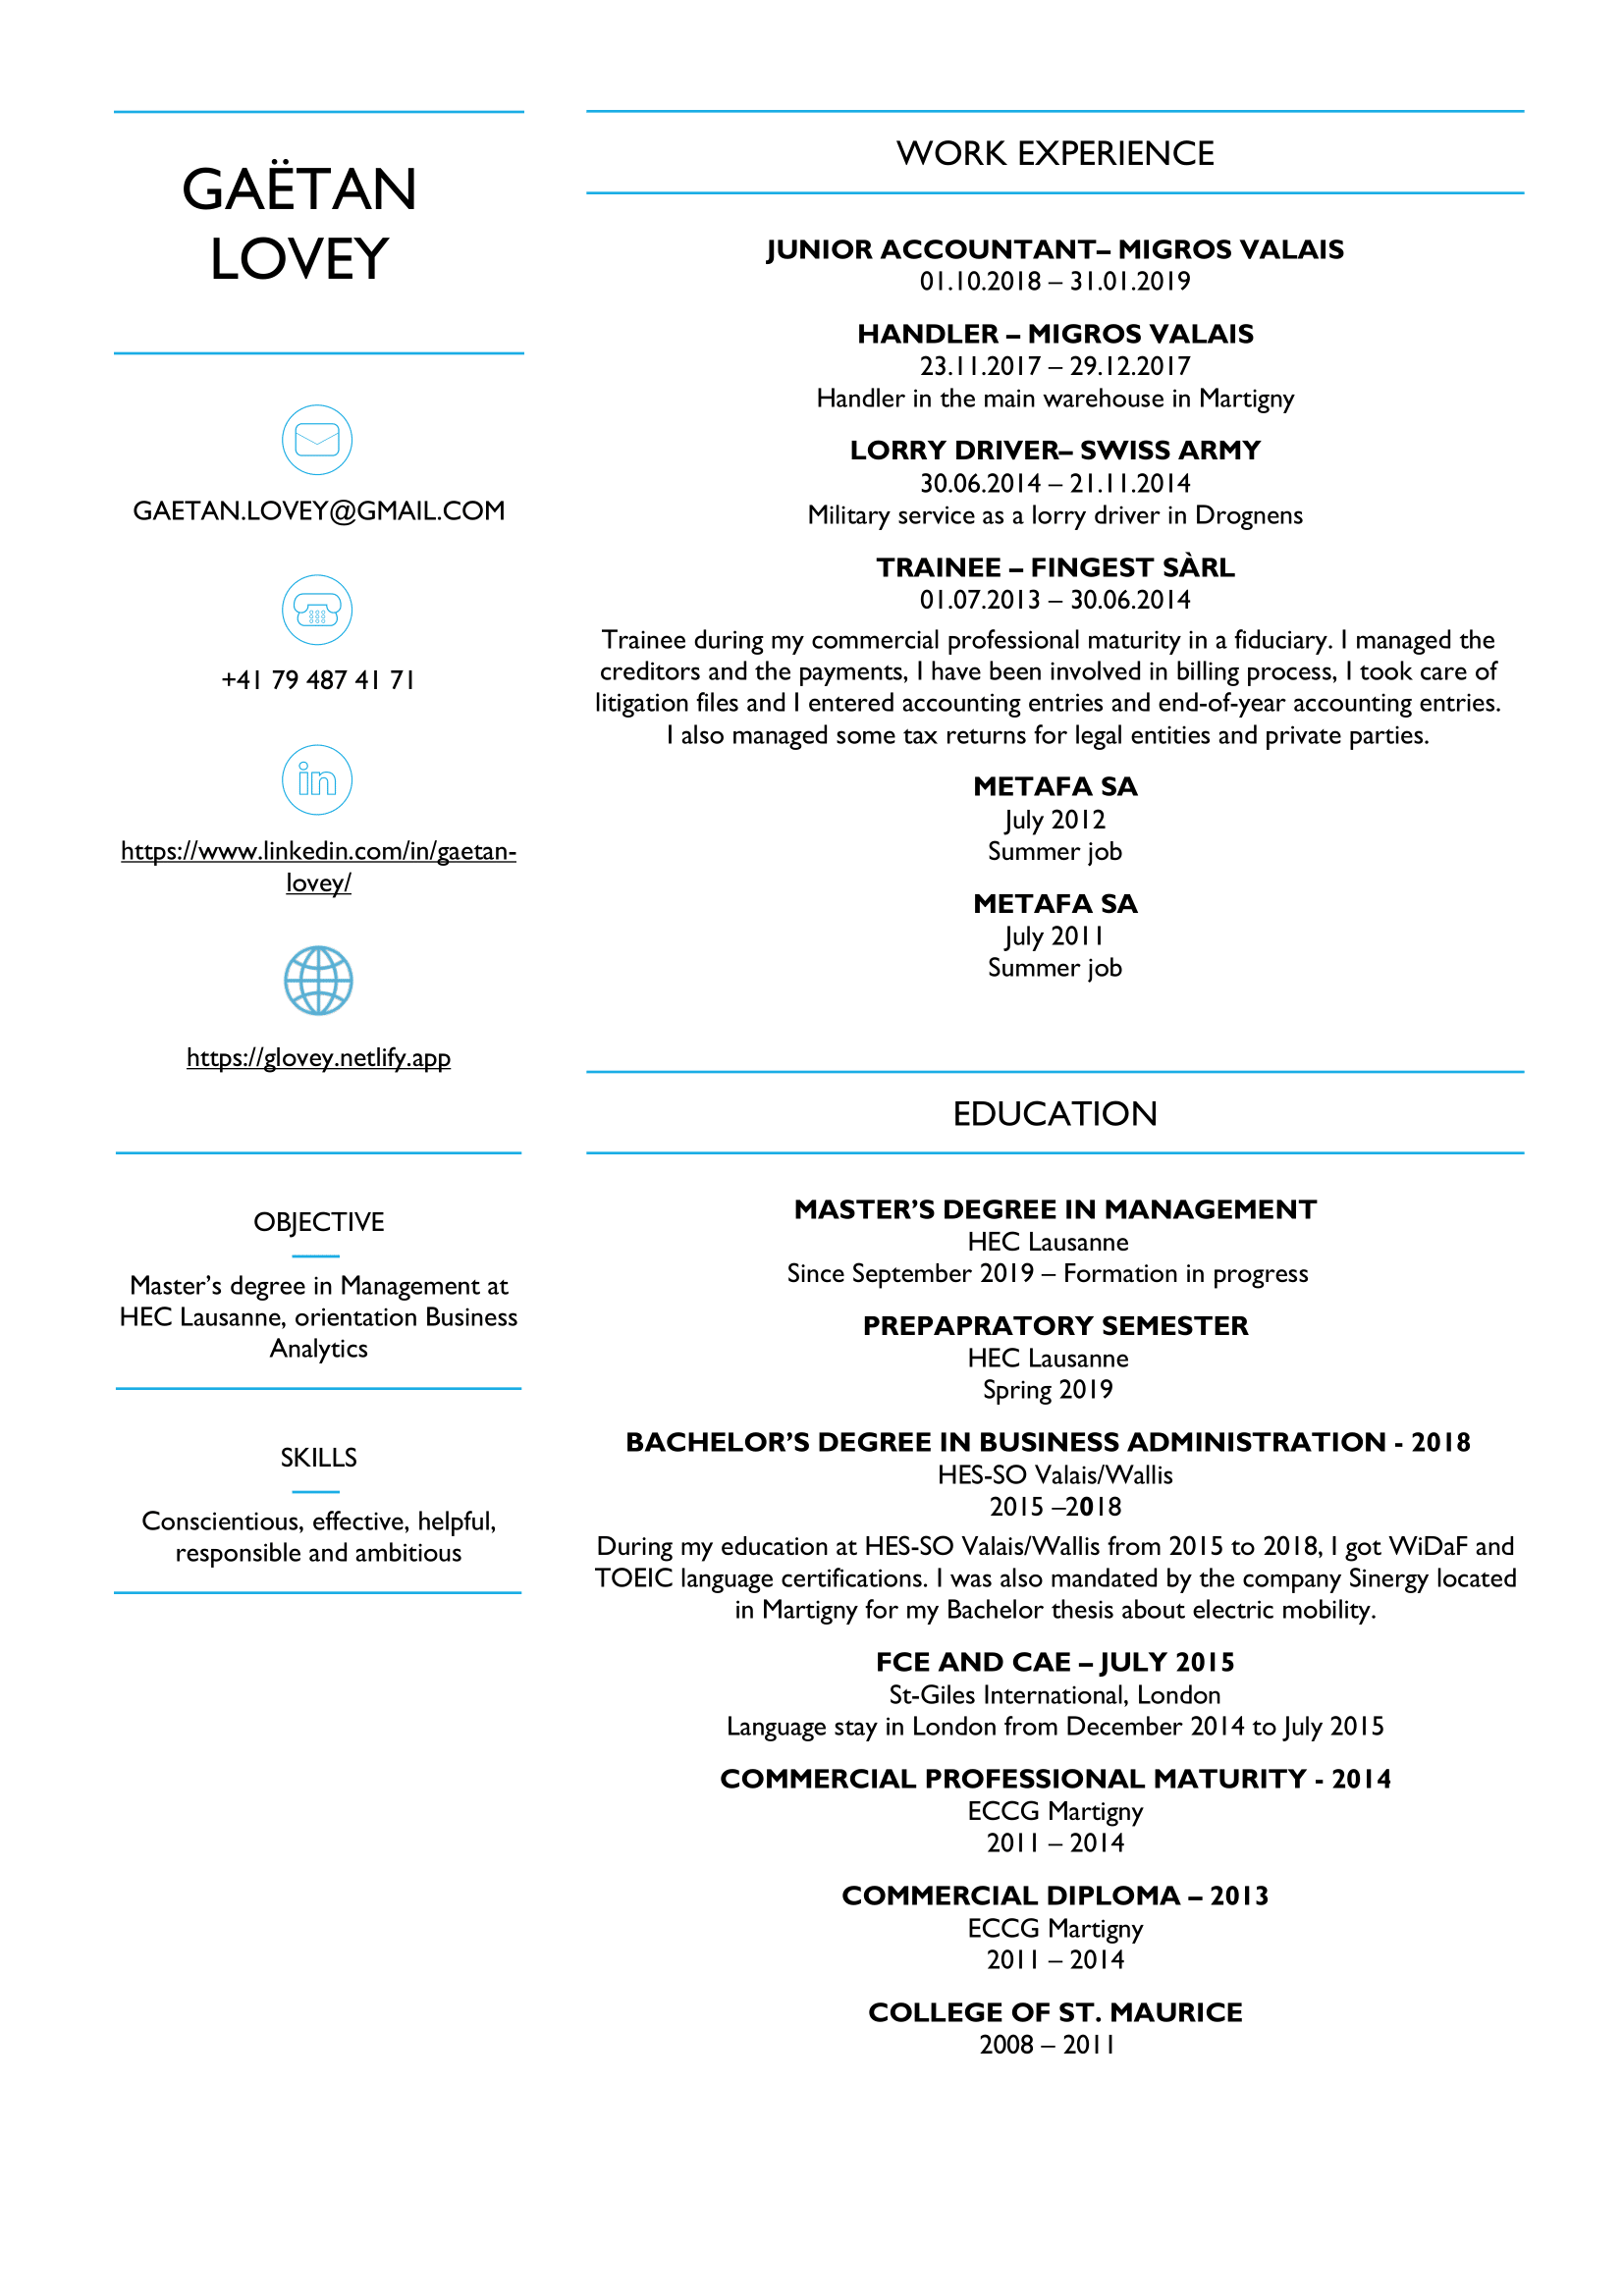 GAËTAN
LOVEY
GAETAN.LOVEY@GMAIL.COM
+41 79 487 41 71
in
https://www.linkedin.com/in/gaetan-
lovey/
https://glovey.netlify.app
OBJECTIVE
Master’s degree in Management at
HEC Lausanne, orientation Business
Analytics
SKILLS
Conscientious, effective, helpful,
responsible and ambitious
WORK EXPERIENCE
JUNIOR ACCOUNTANT– MIGROS VALAIS
01.10.2018 – 31.01.2019
HANDLER – MIGROS VALAIS
23.11.2017 – 29.12.2017
Handler in the main warehouse in Martigny
LORRY DRIVER– SWISS ARMY
30.06.2014 – 21.11.2014
Military service as a lorry driver in Drognens
TRAINEE – FINGEST SÀRL
01.07.2013 – 30.06.2014
Trainee during my commercial professional maturity in a fiduciary. I managed the
creditors and the payments, I have been involved in billing process, I took care of
litigation files and I entered accounting entries and end-of-year accounting entries.
I also managed some tax returns for legal entities and private parties.
METAFA SA
July 2012
Summer job
METAFA SA
July 2011
Summer job
EDUCATION
MASTER’S DEGREE IN MANAGEMENT
HEC Lausanne
Since September 2019 – Formation in progress
PREPAPRATORY SEMESTER
HEC Lausanne
Spring 2019
BACHELOR’S DEGREE IN BUSINESS ADMINISTRATION - 2018
HES-SO Valais/Wallis
2015 –2018
During my education at HES-SO Valais/Wallis from 2015 to 2018, I got WiDaF and
TOEIC language certifications. I was also mandated by the company Sinergy located
in Martigny for my Bachelor thesis about electric mobility.
FCE AND CAE – JULY 2015
St-Giles International, London
Language stay in London from December 2014 to July 2015
COMMERCIAL PROFESSIONAL MATURITY - 2014
ECCG Martigny
2011 – 2014
COMMERCIAL DIPLOMA – 2013
ECCG Martigny
2011 – 2014
COLLEGE OF ST. MAURICE
2008 – 2011